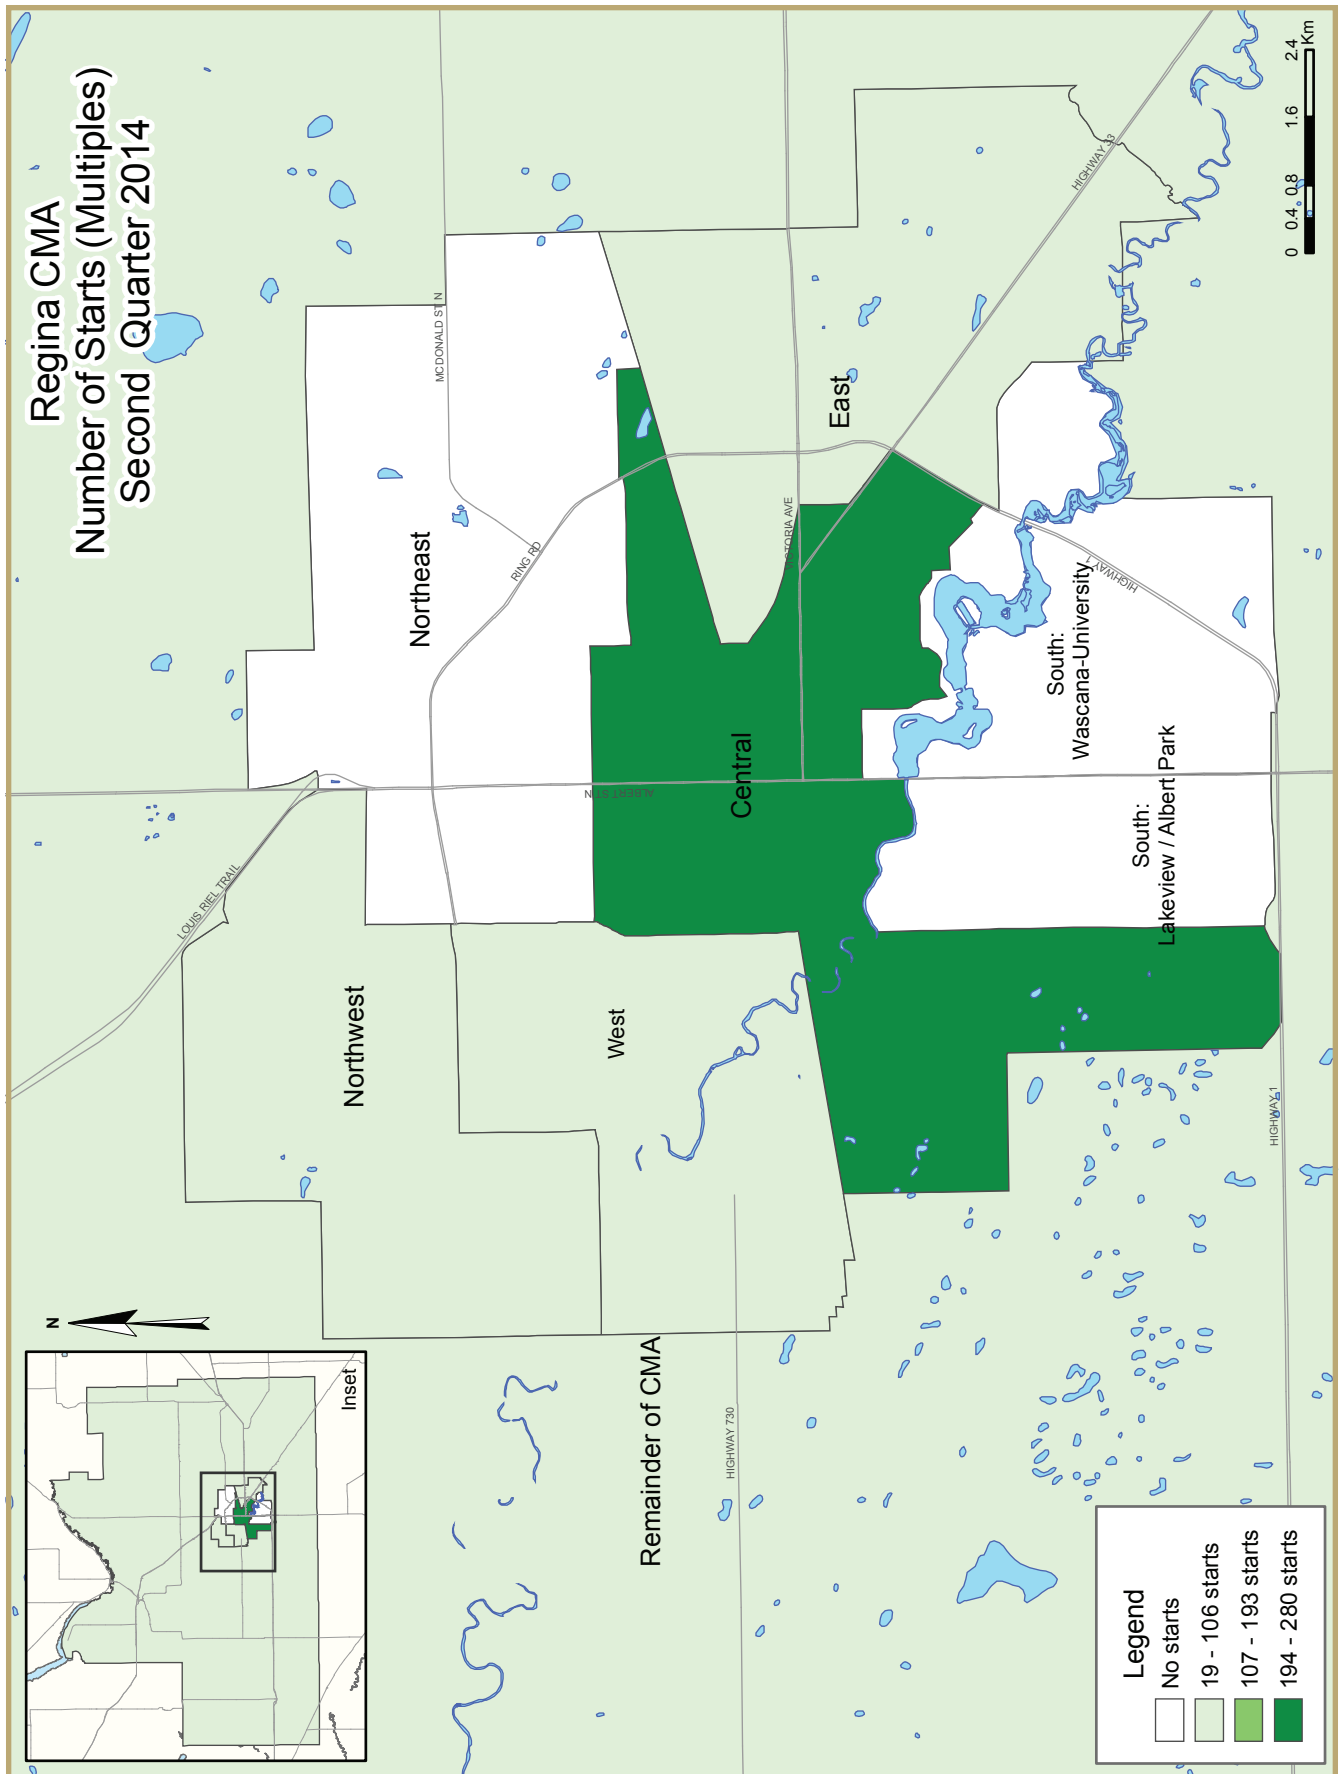 Regina CMA
Number of Starts (Multiples)
Second Quarter 2014
N
Inset
LOUIS RIEL TRAIL
MCDONALD ST N
Northwest
Northeast
RING RD
ALBERT ST N
West
Central
VICTORIA AVE
East
Remainder of CMA
HIGHWAY 730
HIGHWAY 33
South:
Wascana-University
HIGHWAY 1
South:
Lakeview / Albert Park
HIGHWAY 1
Legend
No starts
19 - 106 starts
107 - 193 starts
194 - 280 starts
0 0.4 0.8 1.6 2.4
Km